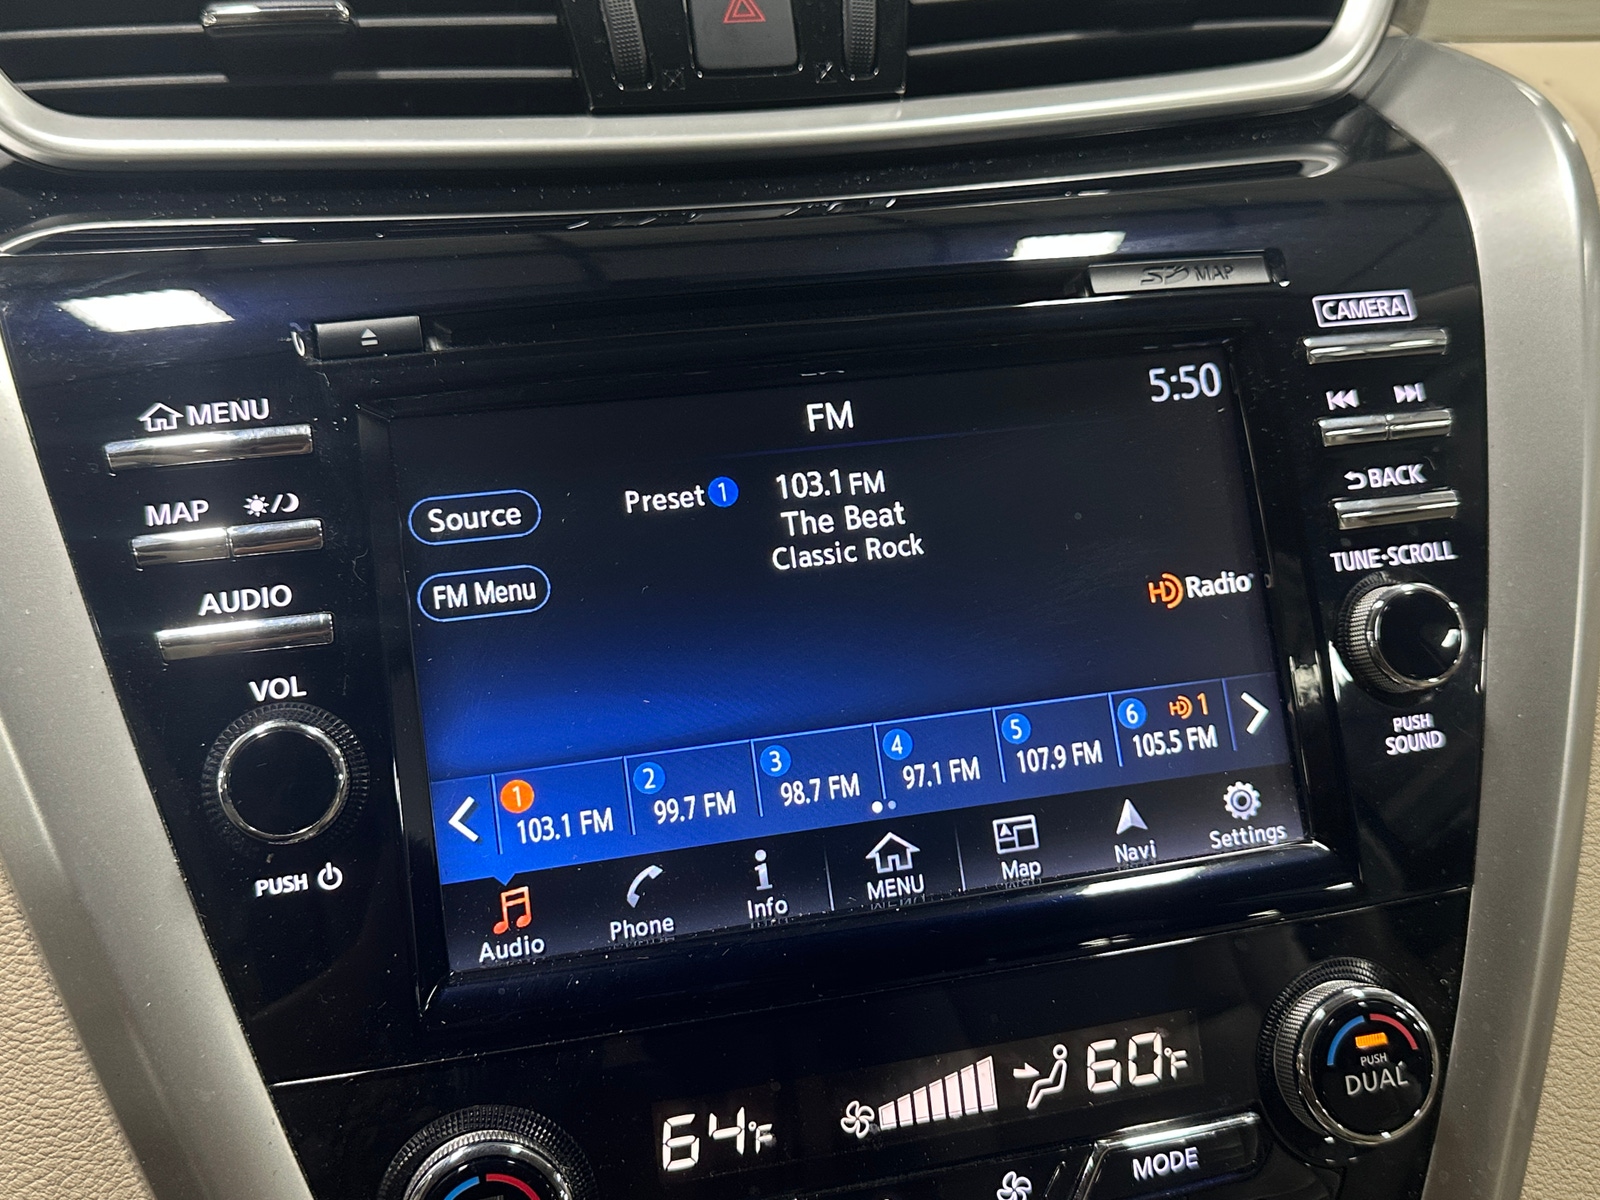 SD MAP
CAMERA
MENU
5:50
FM
MAP
BACK
Source
Preset 1
103.1 FM
The Beat
Classic Rock
TUNE·SCROLL
FM Menu
AUDIO
HD Radio
VOL
PUSH
SOUND
1 103.1 FM
2 99.7 FM
3 98.7 FM
4 97.1 FM
5 107.9 FM
6 HD 1 105.5 FM
PUSH
Audio
Phone
Info
MENU
Map
Navi
Settings
64°F
60°F
PUSH
DUAL
MODE